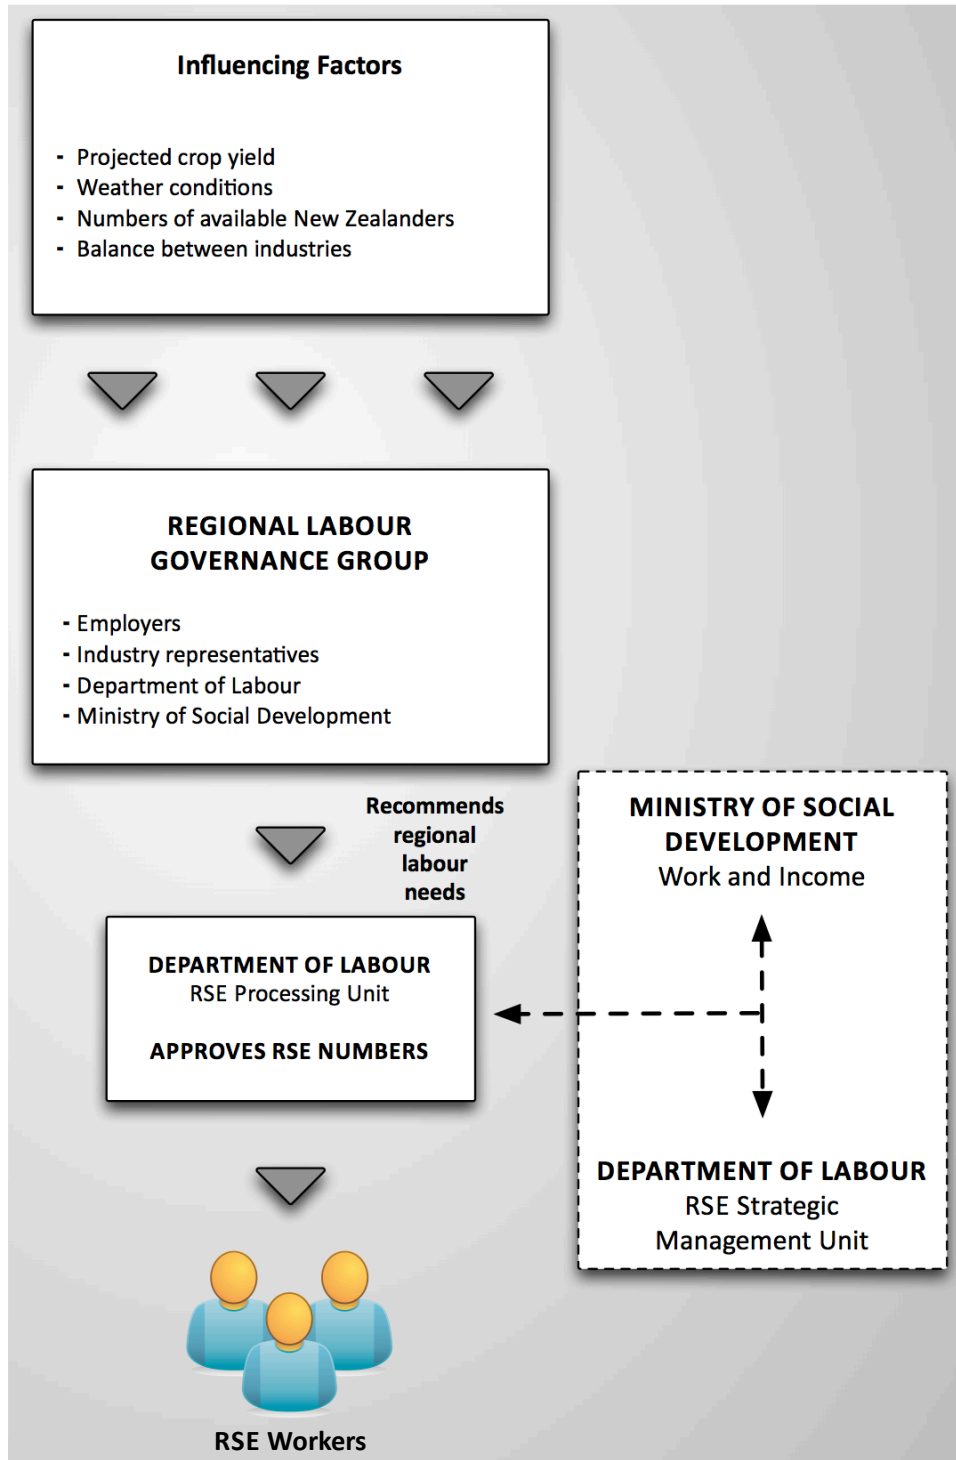 Influencing Factors
- Projected crop yield
- Weather conditions
- Numbers of available New Zealanders
- Balance between industries
REGIONAL LABOUR
GOVERNANCE GROUP
- Employers
- Industry representatives
- Department of Labour
- Ministry of Social Development
Recommends
regional
labour
needs
MINISTRY OF SOCIAL
DEVELOPMENT
Work and Income
DEPARTMENT OF LABOUR
RSE Processing Unit
APPROVES RSE NUMBERS
DEPARTMENT OF LABOUR
RSE Strategic
Management Unit
RSE Workers